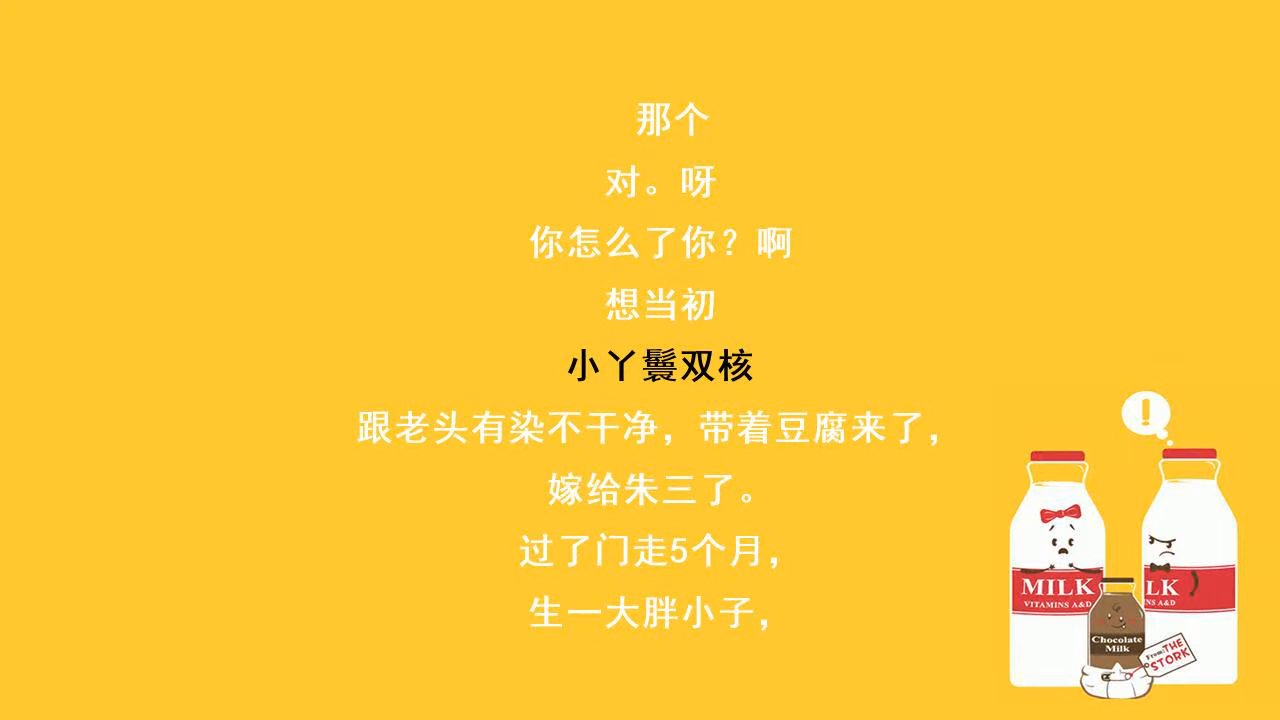 那个
对。呀
你怎么了你？啊
想当初
小丫鬟双核
跟老头有染不干净，带着豆腐来了，
嫁给朱三了。
过了门走5个月，
生一大胖小子，
!
MILK
VITAMINS A&D
LK
NS A&D
Chocolate
Milk
From: THE
STORK